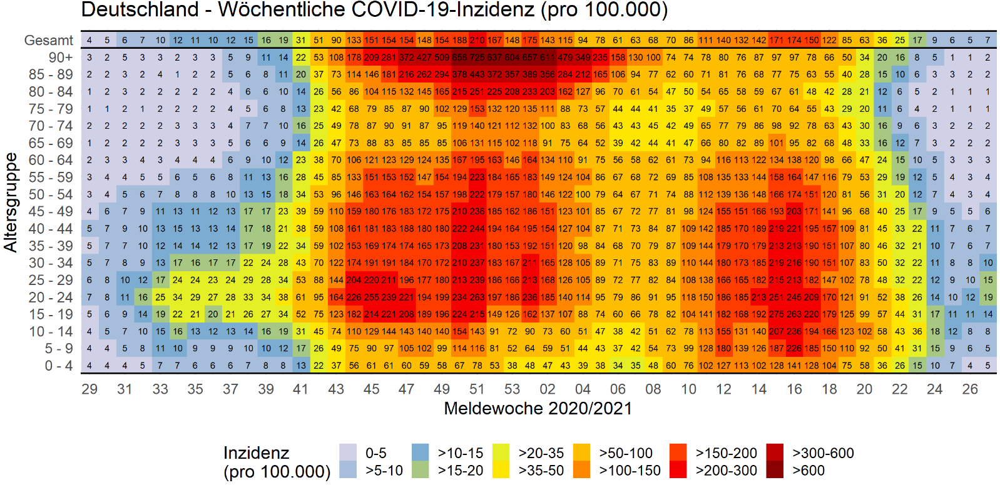 Deutschland - Wöchentliche COVID-19-Inzidenz (pro 100.000)
Gesamt 4 5 6 7 10 12 11 10 12 15 16 19 31 51 90 133 151 154 154 148 154 188 210 167 148 175 143 115 94 78 61 63 68 70 86 111 140 132 142 171 174 150 122 85 63 36 25 17 9 6 5 7
90+ 3 2 5 3 3 2 3 3 5 9 11 14 22 53 108 178 209 281 372 427 509 656 725 637 604 657 611 479 349 235 158 130 100 74 74 78 80 76 87 97 97 78 66 50 34 20 16 8 5 1 1 2
85 - 89 2 2 3 2 4 1 2 2 5 6 8 11 20 37 73 114 146 181 216 262 294 378 443 372 357 389 356 284 212 165 106 94 77 62 60 71 81 76 68 77 75 63 55 40 28 15 10 6 3 3 2 2
80 - 84 1 2 3 2 2 2 2 2 4 6 6 10 14 26 56 86 104 115 132 145 165 215 251 225 208 233 203 162 127 96 70 61 54 47 50 54 65 58 59 67 61 48 42 28 21 12 6 5 2 1 1 1
75 - 79 1 1 2 1 2 2 2 2 4 5 6 8 13 23 42 68 79 85 87 90 102 129 153 132 120 135 111 88 73 57 44 44 41 35 37 49 57 56 61 70 64 55 43 29 20 11 6 4 2 1 1 1
70 - 74 2 2 2 2 2 3 3 3 4 7 7 10 16 25 49 78 87 90 91 87 95 119 140 121 112 132 100 83 68 56 43 43 45 42 49 65 77 79 86 98 92 78 63 43 30 16 9 6 3 2 2 2
65 - 69 1 2 2 2 2 3 3 3 5 6 6 9 14 26 47 73 88 83 85 85 85 106 131 115 102 118 91 75 64 52 39 42 44 41 47 66 80 82 89 101 95 82 68 48 33 16 12 7 3 2 2 2
60 - 64 2 3 3 4 3 4 4 4 6 9 10 12 23 38 70 106 121 123 129 124 135 167 195 163 146 164 134 110 91 75 56 58 62 61 73 94 116 113 122 134 138 120 98 66 47 24 15 10 5 3 3 3
55 - 59 3 4 4 5 5 6 5 6 8 11 13 16 28 45 85 133 151 153 152 147 154 194 223 184 165 183 149 124 104 86 67 68 72 69 85 108 135 133 144 158 164 147 116 79 53 29 19 12 5 4 3 4
50 - 54 3 4 5 6 7 8 8 8 10 13 15 18 34 53 96 146 163 164 162 154 157 198 222 179 157 180 146 122 100 79 64 67 71 74 88 112 139 136 148 166 174 151 120 81 56 31 20 12 7 4 3 4
45 - 49 4 6 7 9 11 13 11 12 13 17 17 23 39 59 110 159 180 176 183 172 175 210 236 185 162 186 151 123 101 85 67 72 77 81 98 124 155 151 166 193 203 171 141 96 68 40 25 17 9 5 5 6
40 - 44 5 7 9 10 13 15 13 13 14 17 18 21 38 59 108 161 181 183 188 180 180 222 244 194 164 195 154 127 104 87 71 73 84 87 109 142 185 170 189 219 221 195 157 109 81 45 33 22 11 7 6 7
35 - 39 5 7 7 10 12 14 14 12 13 17 19 22 34 59 102 153 169 174 174 165 173 208 231 180 153 192 151 120 98 84 68 70 79 87 109 144 179 170 179 213 213 190 151 107 80 46 32 21 10 7 6 7
30 - 34 5 7 8 9 13 17 16 17 17 22 24 28 43 70 122 174 191 191 184 170 172 210 237 183 167 211 165 128 105 89 71 75 83 89 110 144 180 173 185 219 216 190 151 107 83 50 32 22 11 8 8 10
25 - 29 6 8 10 12 17 24 24 23 24 29 28 34 53 88 144 204 220 211 196 177 180 213 239 186 166 213 168 126 105 89 72 77 82 84 108 138 166 165 182 215 213 182 147 102 78 48 32 22 12 9 10 15
20 - 24 7 8 11 16 25 34 29 27 28 33 34 38 61 95 164 226 255 239 221 194 199 234 263 197 186 236 185 140 114 95 79 86 91 95 118 150 186 185 213 251 245 209 170 121 91 52 38 26 14 10 12 19
15 - 19 5 6 9 14 19 22 21 20 21 26 27 34 52 75 123 182 214 221 208 189 196 224 215 149 126 162 137 107 88 74 60 66 78 82 104 141 182 168 192 275 263 220 179 125 99 57 44 31 17 11 11 14
10 - 14 4 5 7 10 15 16 13 12 13 14 16 19 31 45 74 110 129 144 143 140 140 154 143 91 72 90 73 60 51 47 38 42 51 62 78 113 155 131 140 207 236 194 166 123 102 58 43 36 18 12 8 8
5 - 9 4 4 5 8 11 10 9 9 9 10 10 12 17 26 49 75 90 97 105 102 99 114 116 81 52 64 59 51 44 43 37 42 54 73 99 128 180 139 126 187 226 185 150 110 92 50 41 31 15 9 6 5
0 - 4 4 4 4 5 7 7 6 6 6 7 8 8 13 22 37 56 61 61 60 59 58 67 78 53 38 48 47 43 39 38 34 35 48 60 76 102 127 113 102 128 141 128 104 75 58 36 26 15 10 7 4 5
29 31 33 35 37 39 41 43 45 47 49 51 53 02 04 06 08 10 12 14 16 18 20 22 24 26
Meldewoche 2020/2021
Altersgruppe
Inzidenz (pro 100.000)
0-5 >10-15 >20-35 >50-100 >150-200 >300-600
>5-10 >15-20 >35-50 >100-150 >200-300 >600